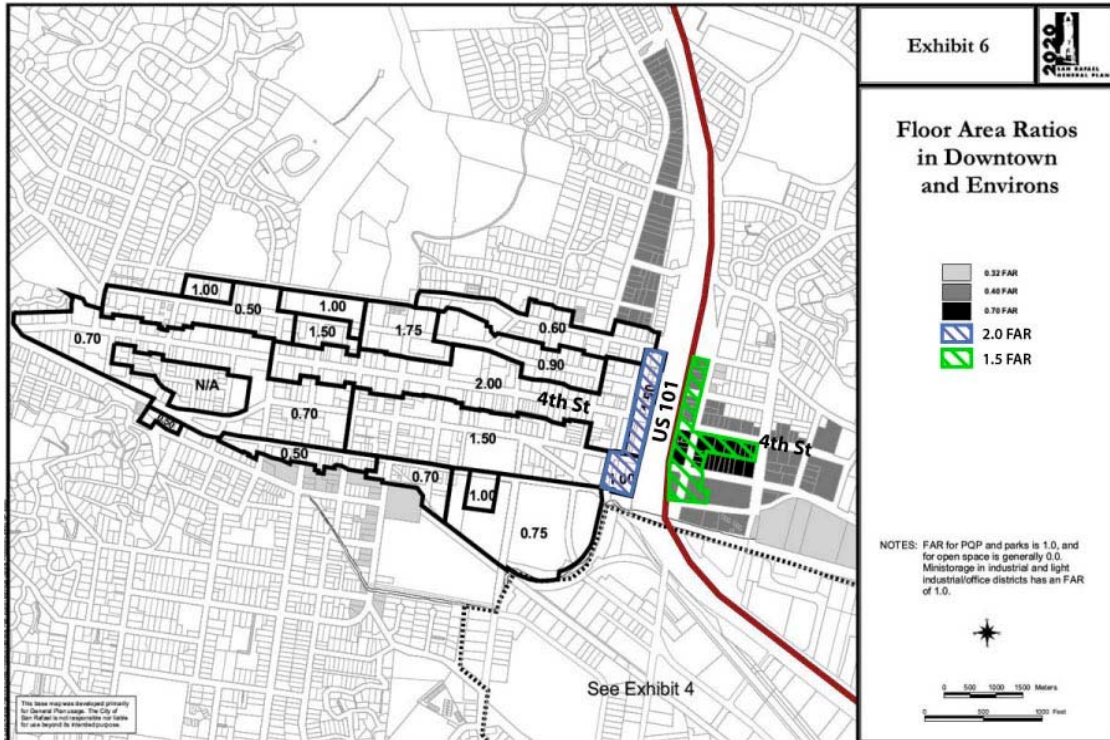 Exhibit 6
2020
SAN RAFAEL
GENERAL PLAN
Floor Area Ratios
in Downtown
and Environs
0.32 FAR
0.40 FAR
0.70 FAR
2.0 FAR
1.5 FAR
1.00
0.50
1.00
1.50
1.75
0.60
0.70
0.90
N/A
2.00
4th St
1.50
US 101
0.70
4th St
0.50
1.50
0.50
0.70
1.00
1.00
0.75
See Exhibit 4
NOTES: FAR for PQP and parks is 1.0, and
for open space is generally 0.0.
Ministorage in industrial and light
industrial/office districts has an FAR
of 1.0.
0 500 1000 1500 Meters
0 500 1000 Feet
This base map was developed primarily
for General Plan usage. The City of
San Rafael is not responsible nor liable
for use beyond its intended purpose.